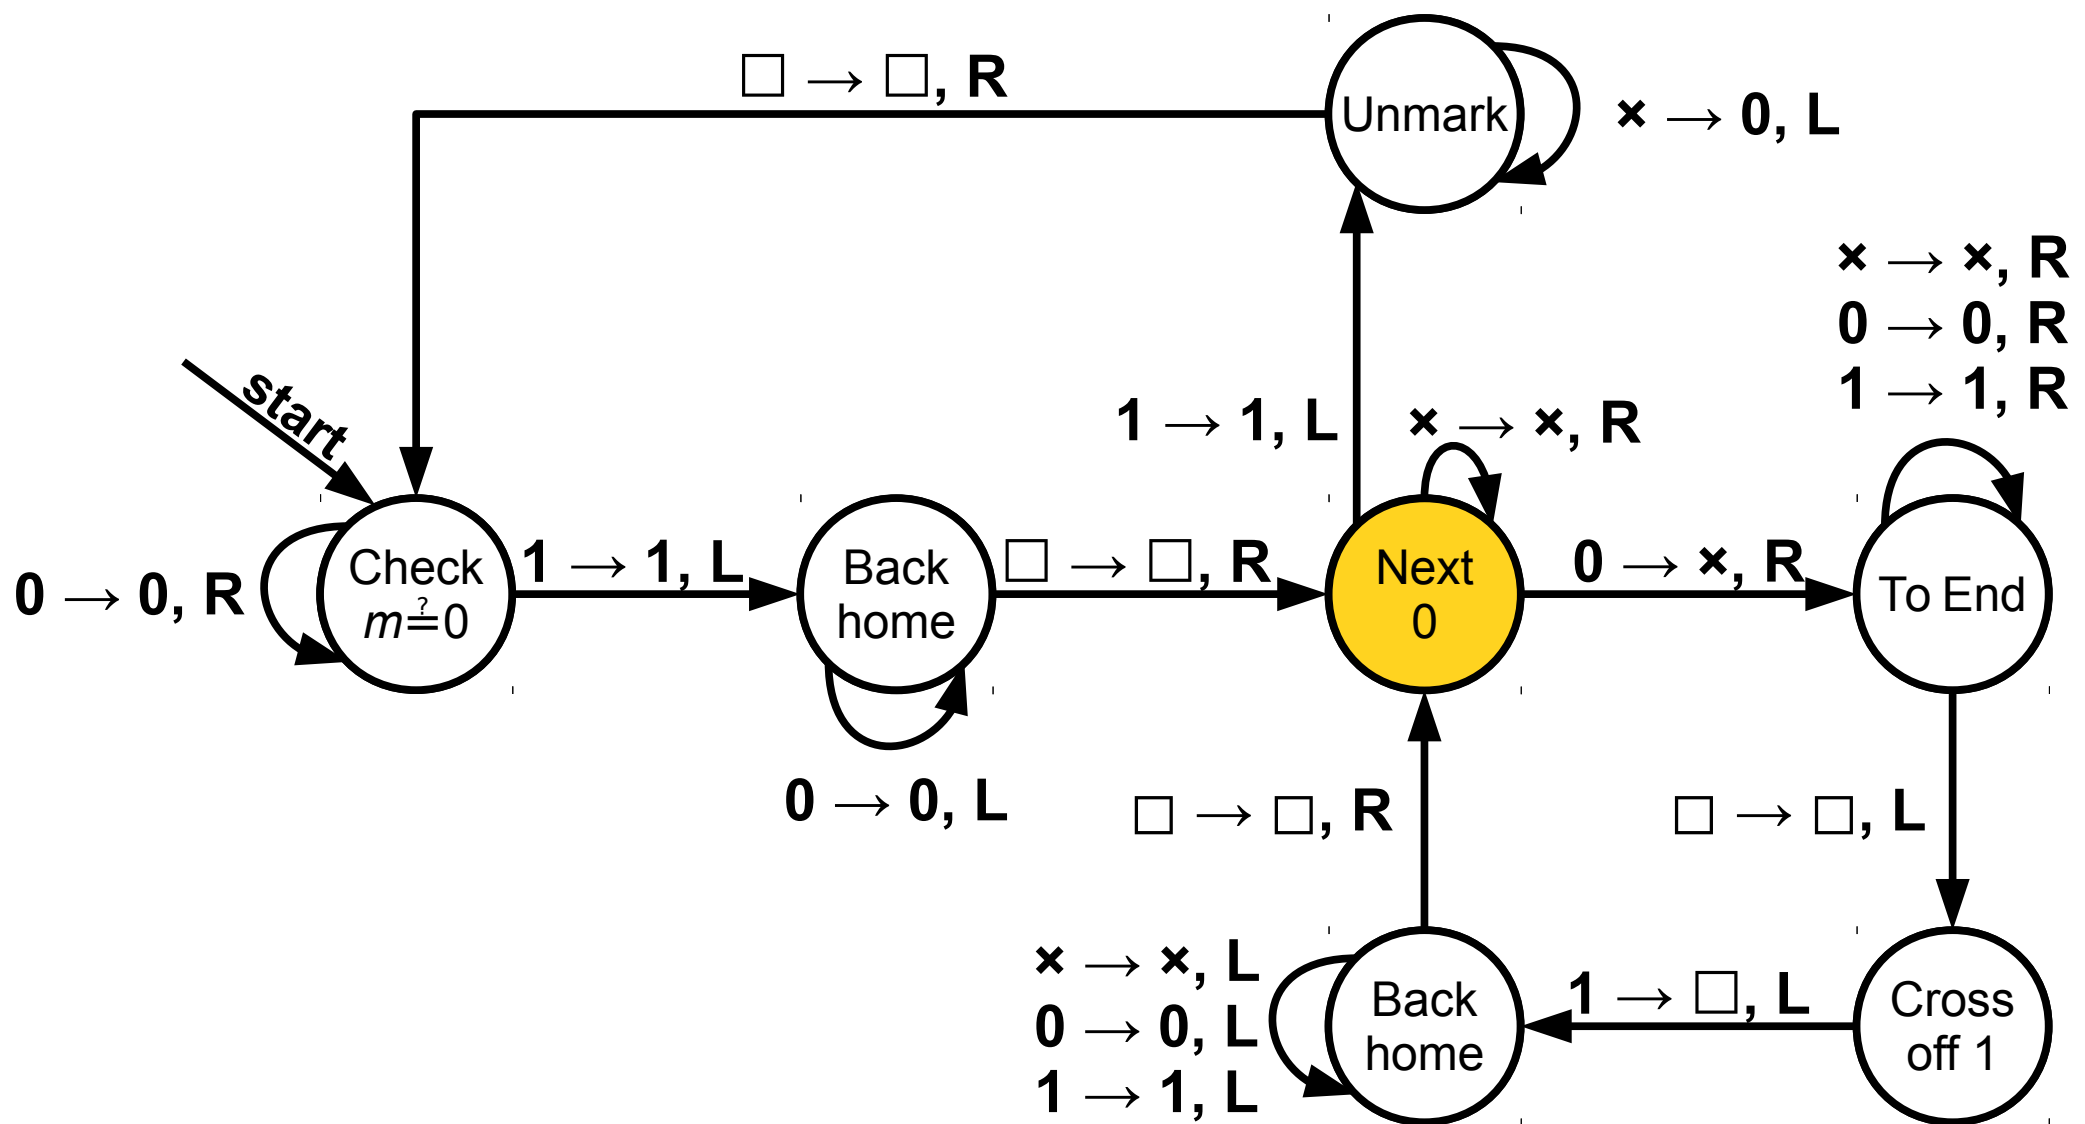 □ → □, R
Unmark
× → 0, L
× → ×, R
0 → 0, R
1 → 1, R
start
1 → 1, L
× → ×, R
0 → 0, R
Check
m≟0
1 → 1, L
Back
home
□ → □, R
Next
0
0 → ×, R
To End
0 → 0, L
□ → □, R
□ → □, L
× → ×, L
0 → 0, L
1 → 1, L
Back
home
1 → □, L
Cross
off 1